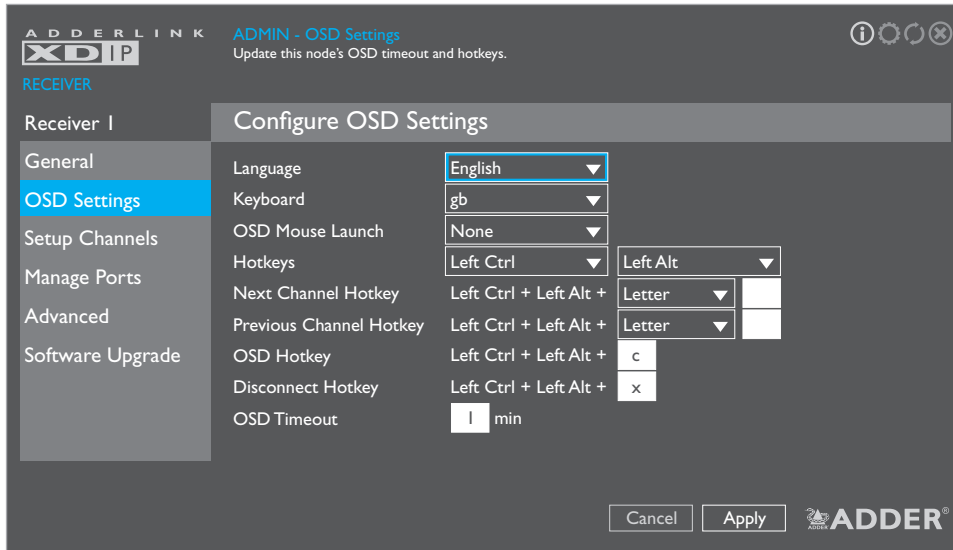 ADDERLINK
XDIP
RECEIVER
ADMIN - OSD Settings
Update this node's OSD timeout and hotkeys.
i
Receiver 1
General
OSD Settings
Setup Channels
Manage Ports
Advanced
Software Upgrade
Configure OSD Settings
Language English
Keyboard gb
OSD Mouse Launch None
Hotkeys Left Ctrl Left Alt
Next Channel Hotkey Left Ctrl + Left Alt + Letter
Previous Channel Hotkey Left Ctrl + Left Alt + Letter
OSD Hotkey Left Ctrl + Left Alt + c
Disconnect Hotkey Left Ctrl + Left Alt + x
OSD Timeout 1 min
Cancel Apply
ADDER ADDER®